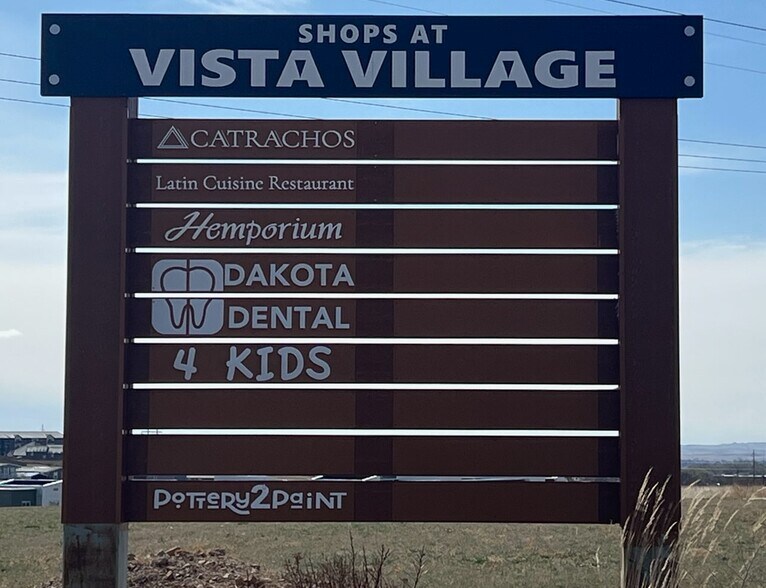 SHOPS AT
VISTA VILLAGE
CATRACHOS
Latin Cuisine Restaurant
Hemporium
DAKOTA
DENTAL
4 KIDS
POTTERY2PAINT